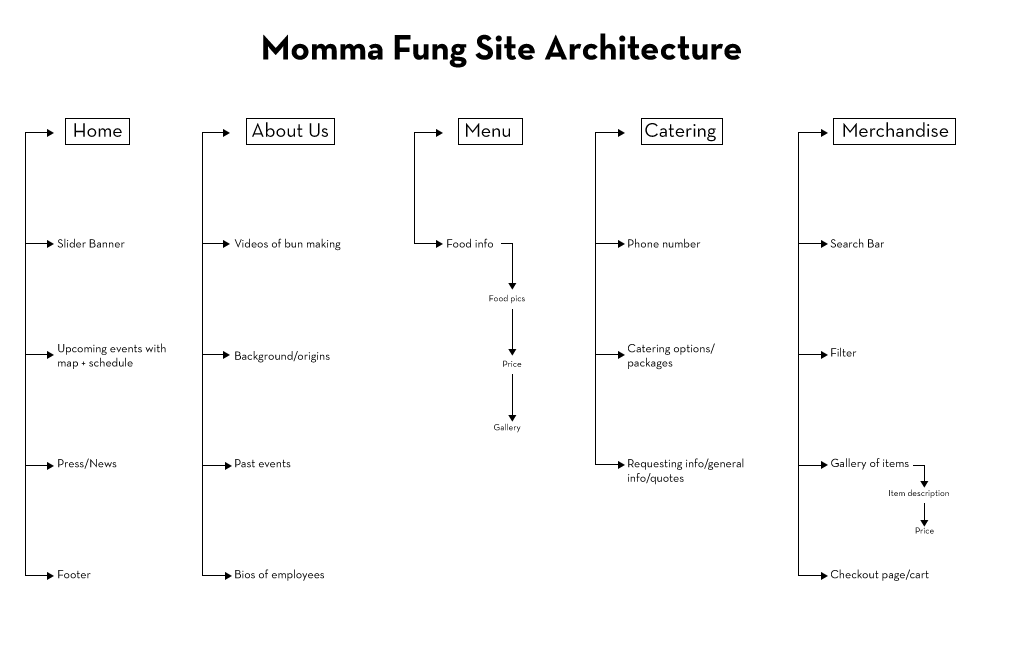 Momma Fung Site Architecture
Home
Slider Banner
Upcoming events with
map + schedule
Press/News
Footer
About Us
Videos of bun making
Background/origins
Past events
Bios of employees
Menu
Food info
Food pics
Price
Gallery
Catering
Phone number
Catering options/
packages
Requesting info/general
info/quotes
Merchandise
Search Bar
Filter
Gallery of items
Item description
Price
Checkout page/cart